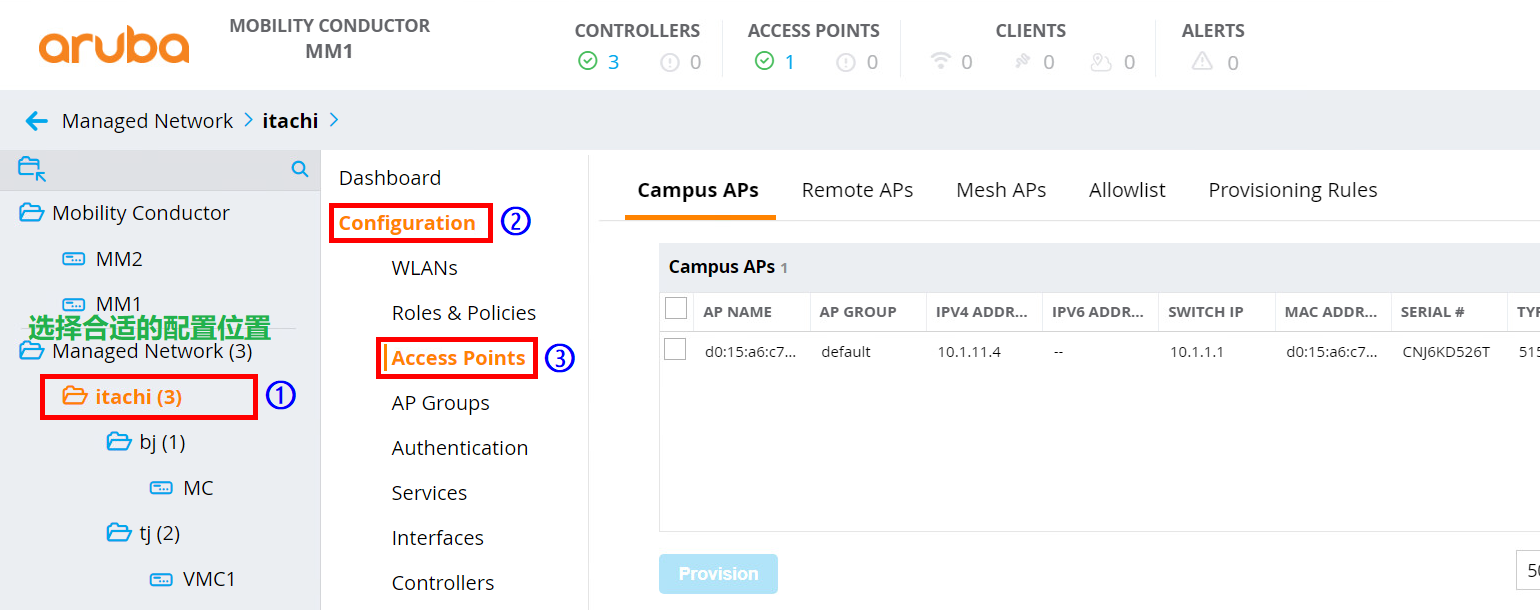 aruba
MOBILITY CONDUCTOR
MM1
CONTROLLERS
3
0
ACCESS POINTS
1
0
CLIENTS
0
0
0
ALERTS
0
Managed Network
itachi
Mobility Conductor
MM2
MM1
选择合适的配置位置
Managed Network (3)
itachi (3) ①
bj (1)
MC
tj (2)
VMC1
Dashboard
Configuration ②
WLANs
Roles & Policies
Access Points ③
AP Groups
Authentication
Services
Interfaces
Controllers
Campus APs Remote APs Mesh APs Allowlist Provisioning Rules
Campus APs 1
AP NAME AP GROUP IPV4 ADDR... IPV6 ADDR... SWITCH IP MAC ADDR... SERIAL # TYP
d0:15:a6:c7... default 10.1.11.4 -- 10.1.1.1 d0:15:a6:c7... CNJ6KD526T 515
Provision
50